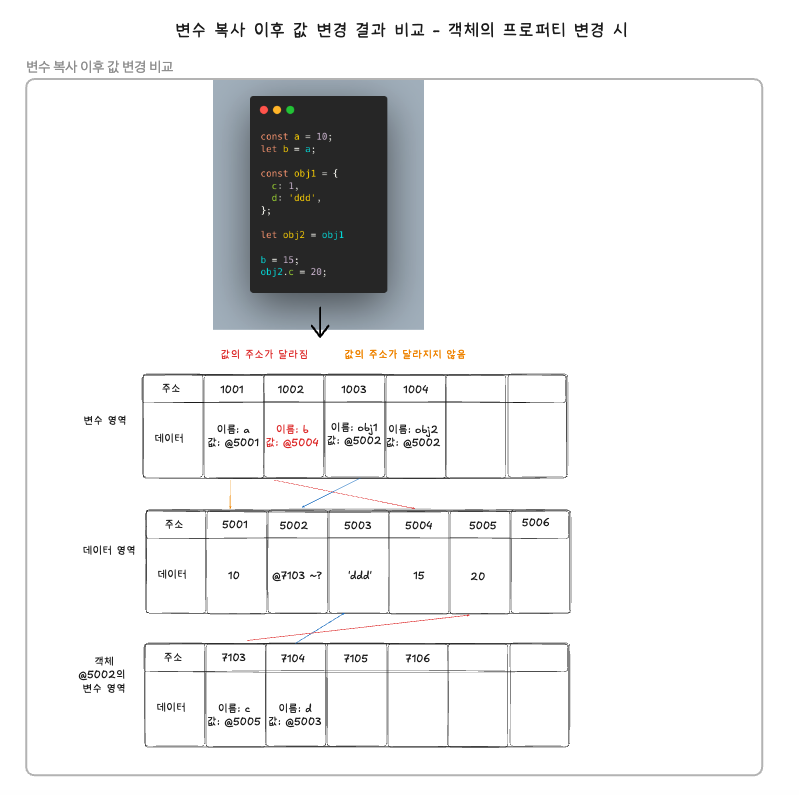 변수 복사 이후 값 변경 결과 비교 - 객체의 프로퍼티 변경 시
변수 복사 이후 값 변경 비교
const a = 10;
let b = a;
const obj1 = {
c: 1,
d: 'ddd',
};
let obj2 = obj1
b = 15;
obj2.c = 20;
값의 주소가 달라짐
값의 주소가 달라지지 않음
변수 영역
주소 1001 1002 1003 1004
데이터
이름: a
값: @5001
이름: b
값: @5004
이름: obj1
값: @5002
이름: obj2
값: @5002
데이터 영역
주소 5001 5002 5003 5004 5005 5006
데이터 10 @7103 ~? 'ddd' 15 20
객체
@5002의
변수 영역
주소 7103 7104 7105 7106
데이터
이름: c
값: @5005
이름: d
값: @5003